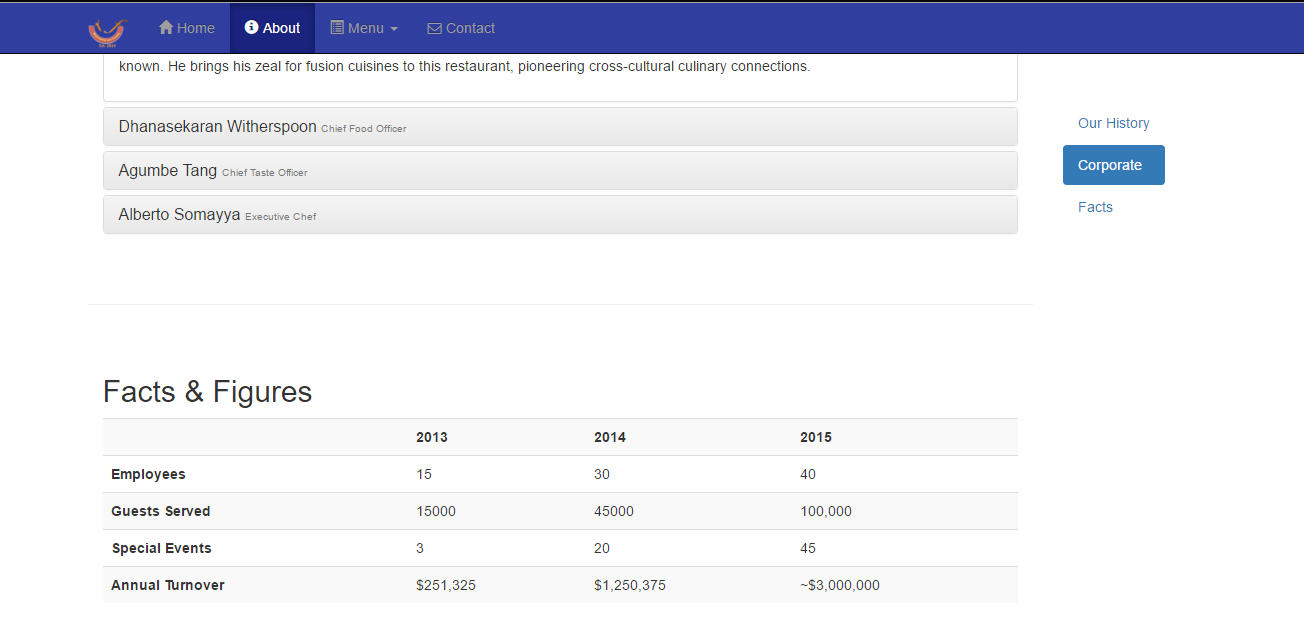 Home About Menu Contact
known. He brings his zeal for fusion cuisines to this restaurant, pioneering cross-cultural culinary connections.
Dhanasekaran Witherspoon Chief Food Officer
Agumbe Tang Chief Taste Officer
Alberto Somayya Executive Chef
Our History
Corporate
Facts
Facts & Figures
2013 2014 2015
Employees 15 30 40
Guests Served 15000 45000 100,000
Special Events 3 20 45
Annual Turnover $251,325 $1,250,375 ~$3,000,000